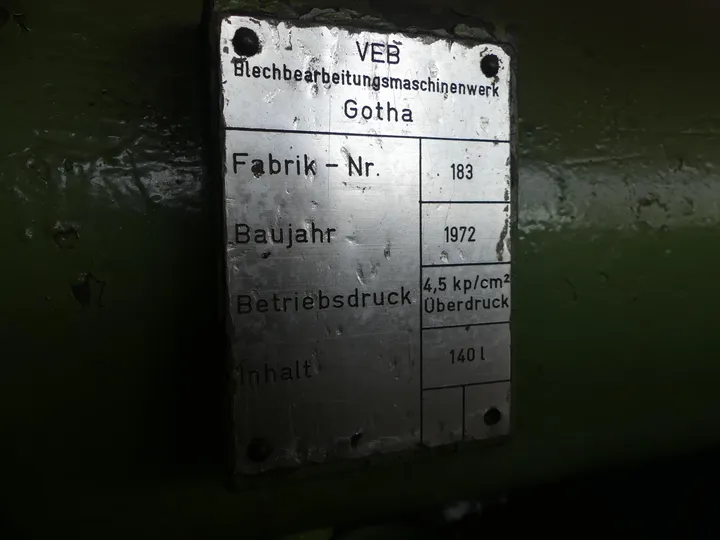 VEB
Blechbearbeitungsmaschinenwerk
Gotha
Fabrik - Nr. 183
Baujahr 1972
Betriebsdruck 4,5 kp/cm² Überdruck
Inhalt 140 l